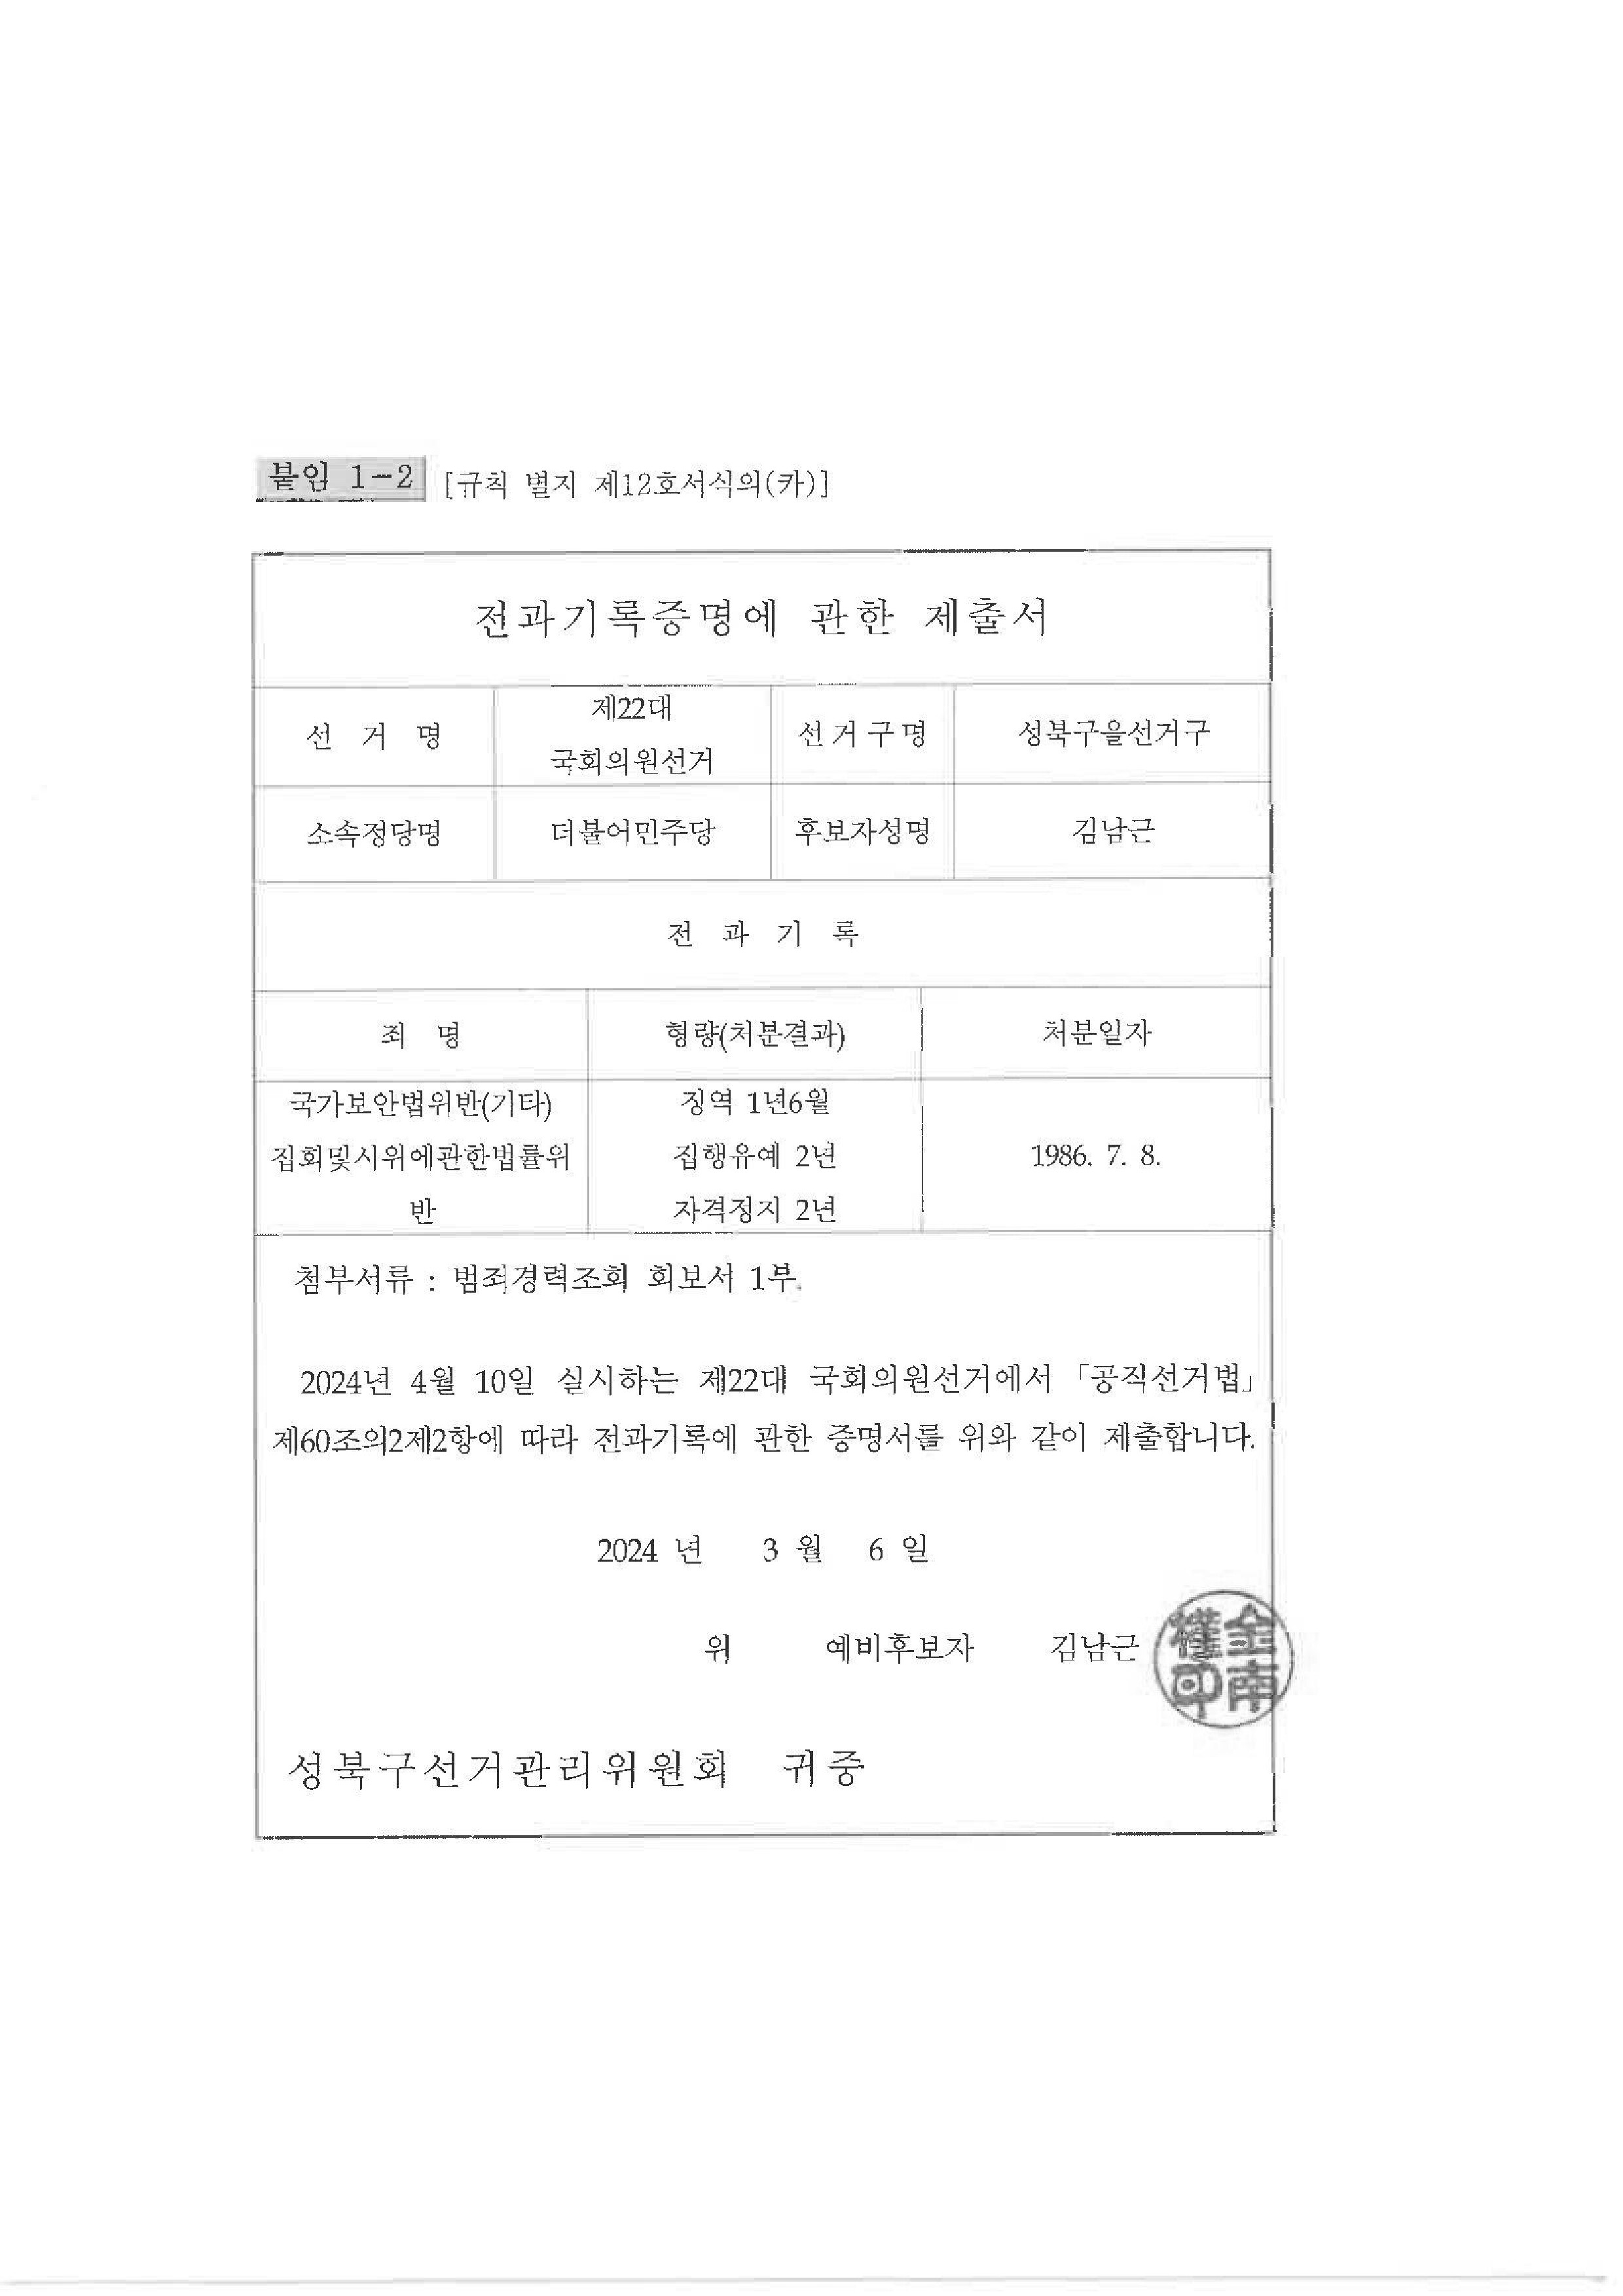 붙임 1-2 [규칙 별지 제12호서식의(카)]
전과기록증명에 관한 제출서
선 거 명
제22대
국회의원선거
선거구명
성북구을선거구
소속정당명
더불어민주당
후보자성명
김남근
전 과 기 록
죄 명
형량(처분결과)
처분일자
국가보안법위반(기타)
집회및시위에관한법률위
반
징역 1년6월
집행유예 2년
자격정지 2년
1986. 7. 8.
첨부서류 : 범죄경력조회 회보서 1부.
2024년 4월 10일 실시하는 제22대 국회의원선거에서 「공직선거법」
제60조의2제2항에 따라 전과기록에 관한 증명서를 위와 같이 제출합니다.
2024 년 3 월 6 일
위 예비후보자 김남근
성북구선거관리위원회 귀중